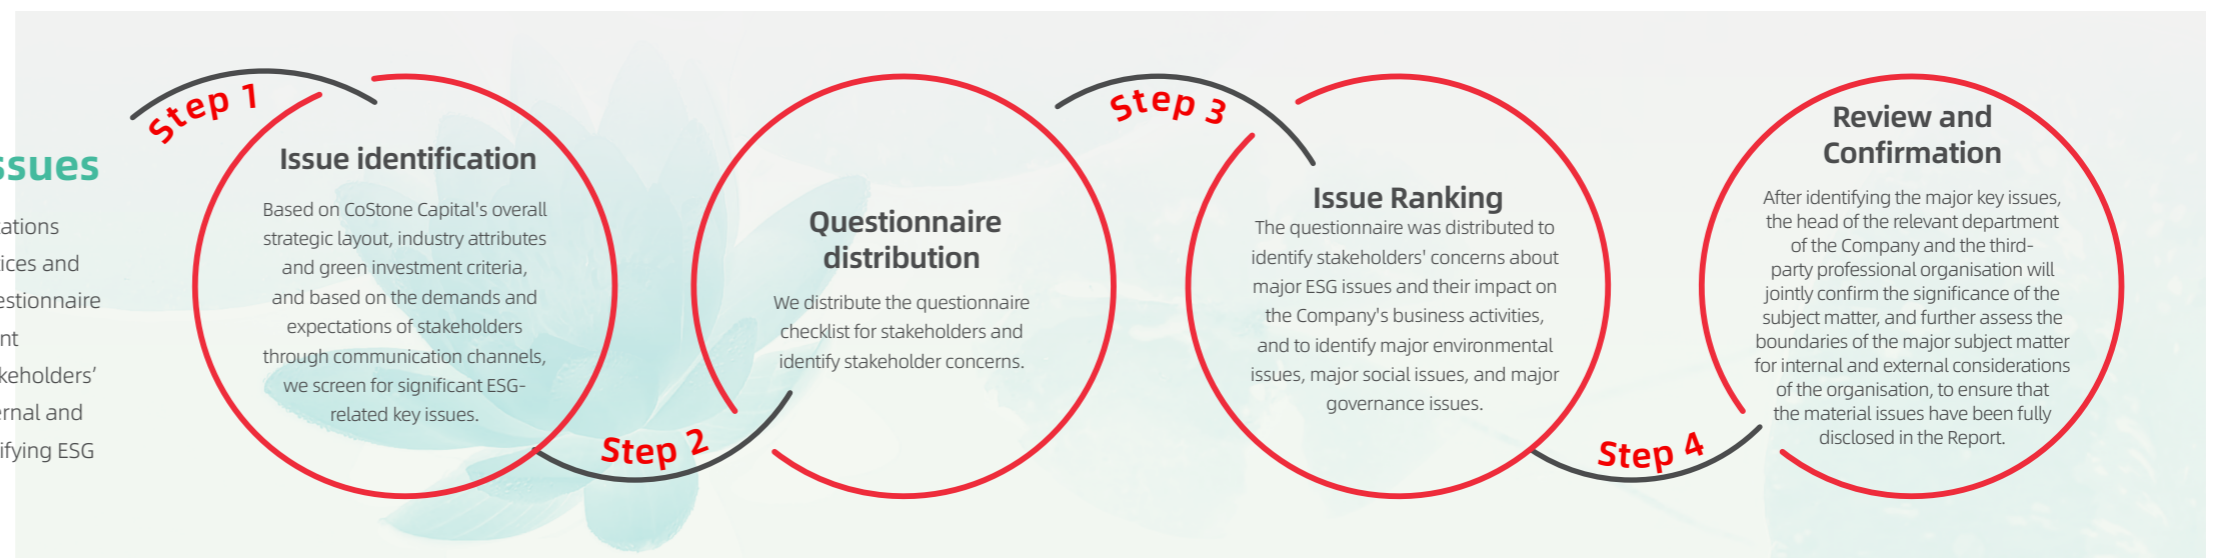 ssues
ations
ices and
estionnaire
nt
keholders'
ernal and
ifying ESG
Step 1
Issue identification
Based on CoStone Capital's overall
strategic layout, industry attributes
and green investment criteria,
and based on the demands and
expectations of stakeholders
through communication channels,
we screen for significant ESG-
related key issues.
Step 2
Questionnaire
distribution
We distribute the questionnaire
checklist for stakeholders and
identify stakeholder concerns.
Step 3
Issue Ranking
The questionnaire was distributed to
identify stakeholders' concerns about
major ESG issues and their impact on
the Company's business activities,
and to identify major environmental
issues, major social issues, and major
governance issues.
Step 4
Review and
Confirmation
After identifying the major key issues,
the head of the relevant department
of the Company and the third-
party professional organisation will
jointly confirm the significance of the
subject matter, and further assess the
boundaries of the major subject matter
for internal and external considerations
of the organisation, to ensure that
the material issues have been fully
disclosed in the Report.